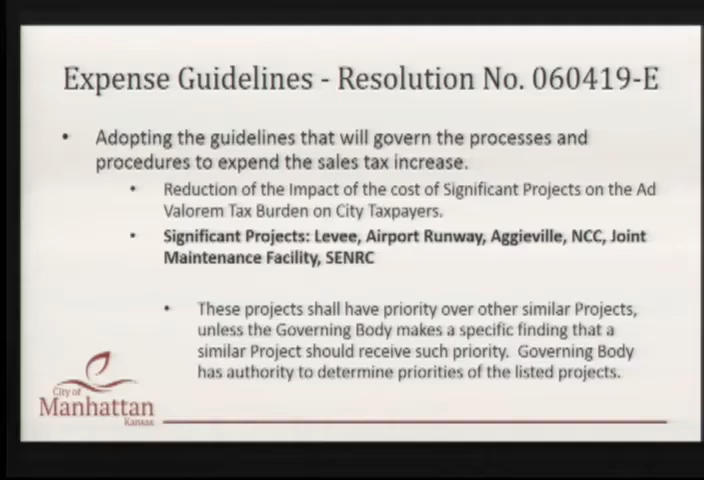 Expense Guidelines - Resolution No. 060419-E
• Adopting the guidelines that will govern the processes and
procedures to expend the sales tax increase.
• Reduction of the Impact of the cost of Significant Projects on the Ad
Valorem Tax Burden on City Taxpayers.
• Significant Projects: Levee, Airport Runway, Aggieville, NCC, Joint
Maintenance Facility, SENRC
• These projects shall have priority over other similar Projects,
unless the Governing Body makes a specific finding that a
similar Project should receive such priority. Governing Body
has authority to determine priorities of the listed projects.
City of
Manhattan
Kansas